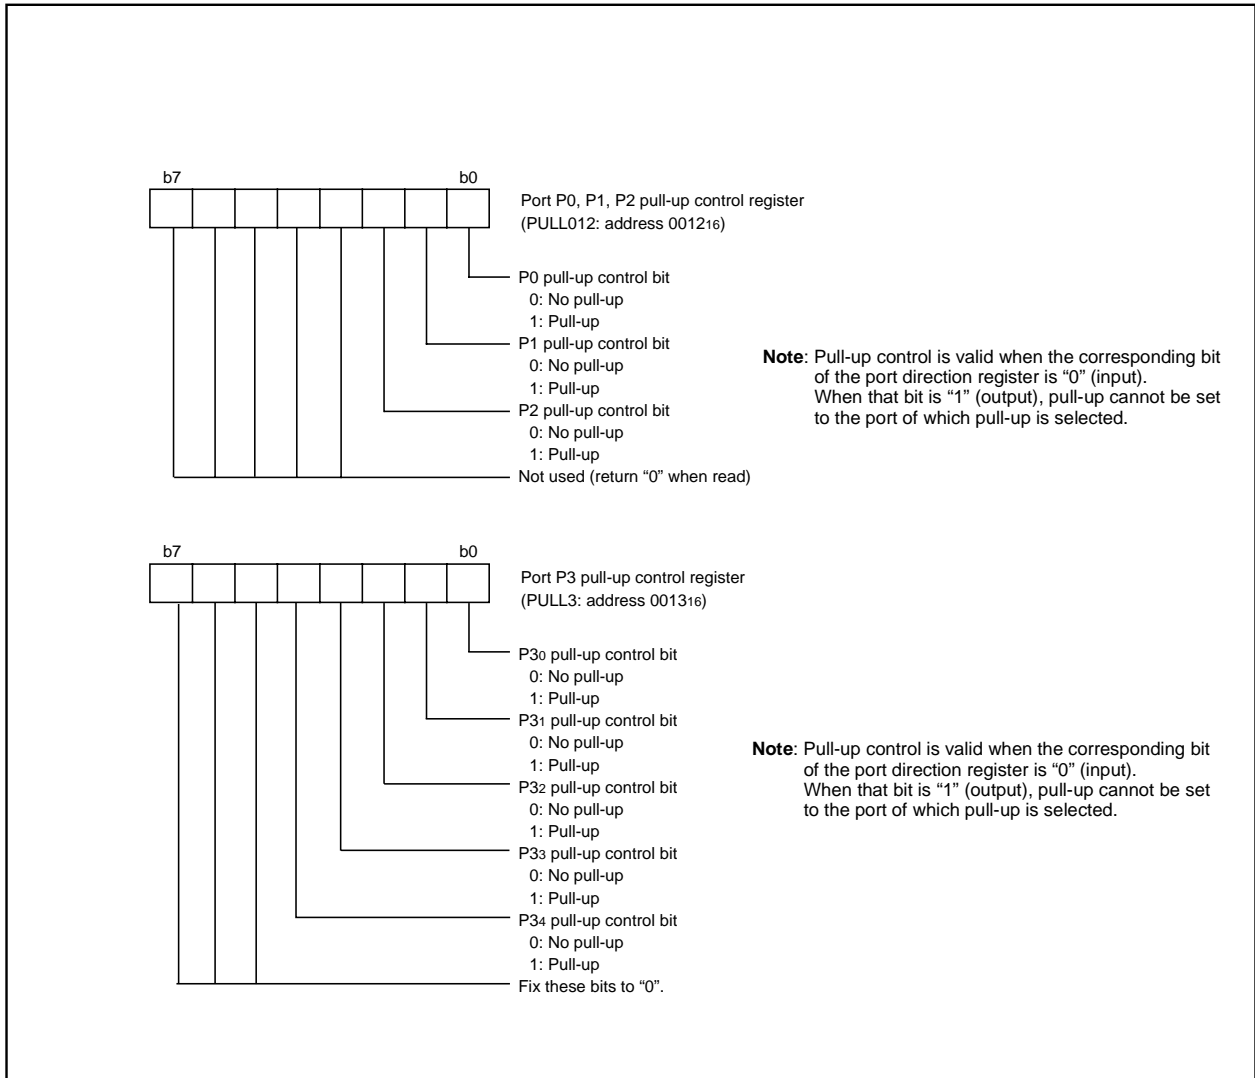 b7 b0
Port P0, P1, P2 pull-up control register
(PULL012: address 001216)
P0 pull-up control bit
0: No pull-up
1: Pull-up
P1 pull-up control bit
0: No pull-up
1: Pull-up
P2 pull-up control bit
0: No pull-up
1: Pull-up
Not used (return “0” when read)
Note: Pull-up control is valid when the corresponding bit
of the port direction register is “0” (input).
When that bit is “1” (output), pull-up cannot be set
to the port of which pull-up is selected.
b7 b0
Port P3 pull-up control register
(PULL3: address 001316)
P30 pull-up control bit
0: No pull-up
1: Pull-up
P31 pull-up control bit
0: No pull-up
1: Pull-up
P32 pull-up control bit
0: No pull-up
1: Pull-up
P33 pull-up control bit
0: No pull-up
1: Pull-up
P34 pull-up control bit
0: No pull-up
1: Pull-up
Fix these bits to “0”.
Note: Pull-up control is valid when the corresponding bit
of the port direction register is “0” (input).
When that bit is “1” (output), pull-up cannot be set
to the port of which pull-up is selected.